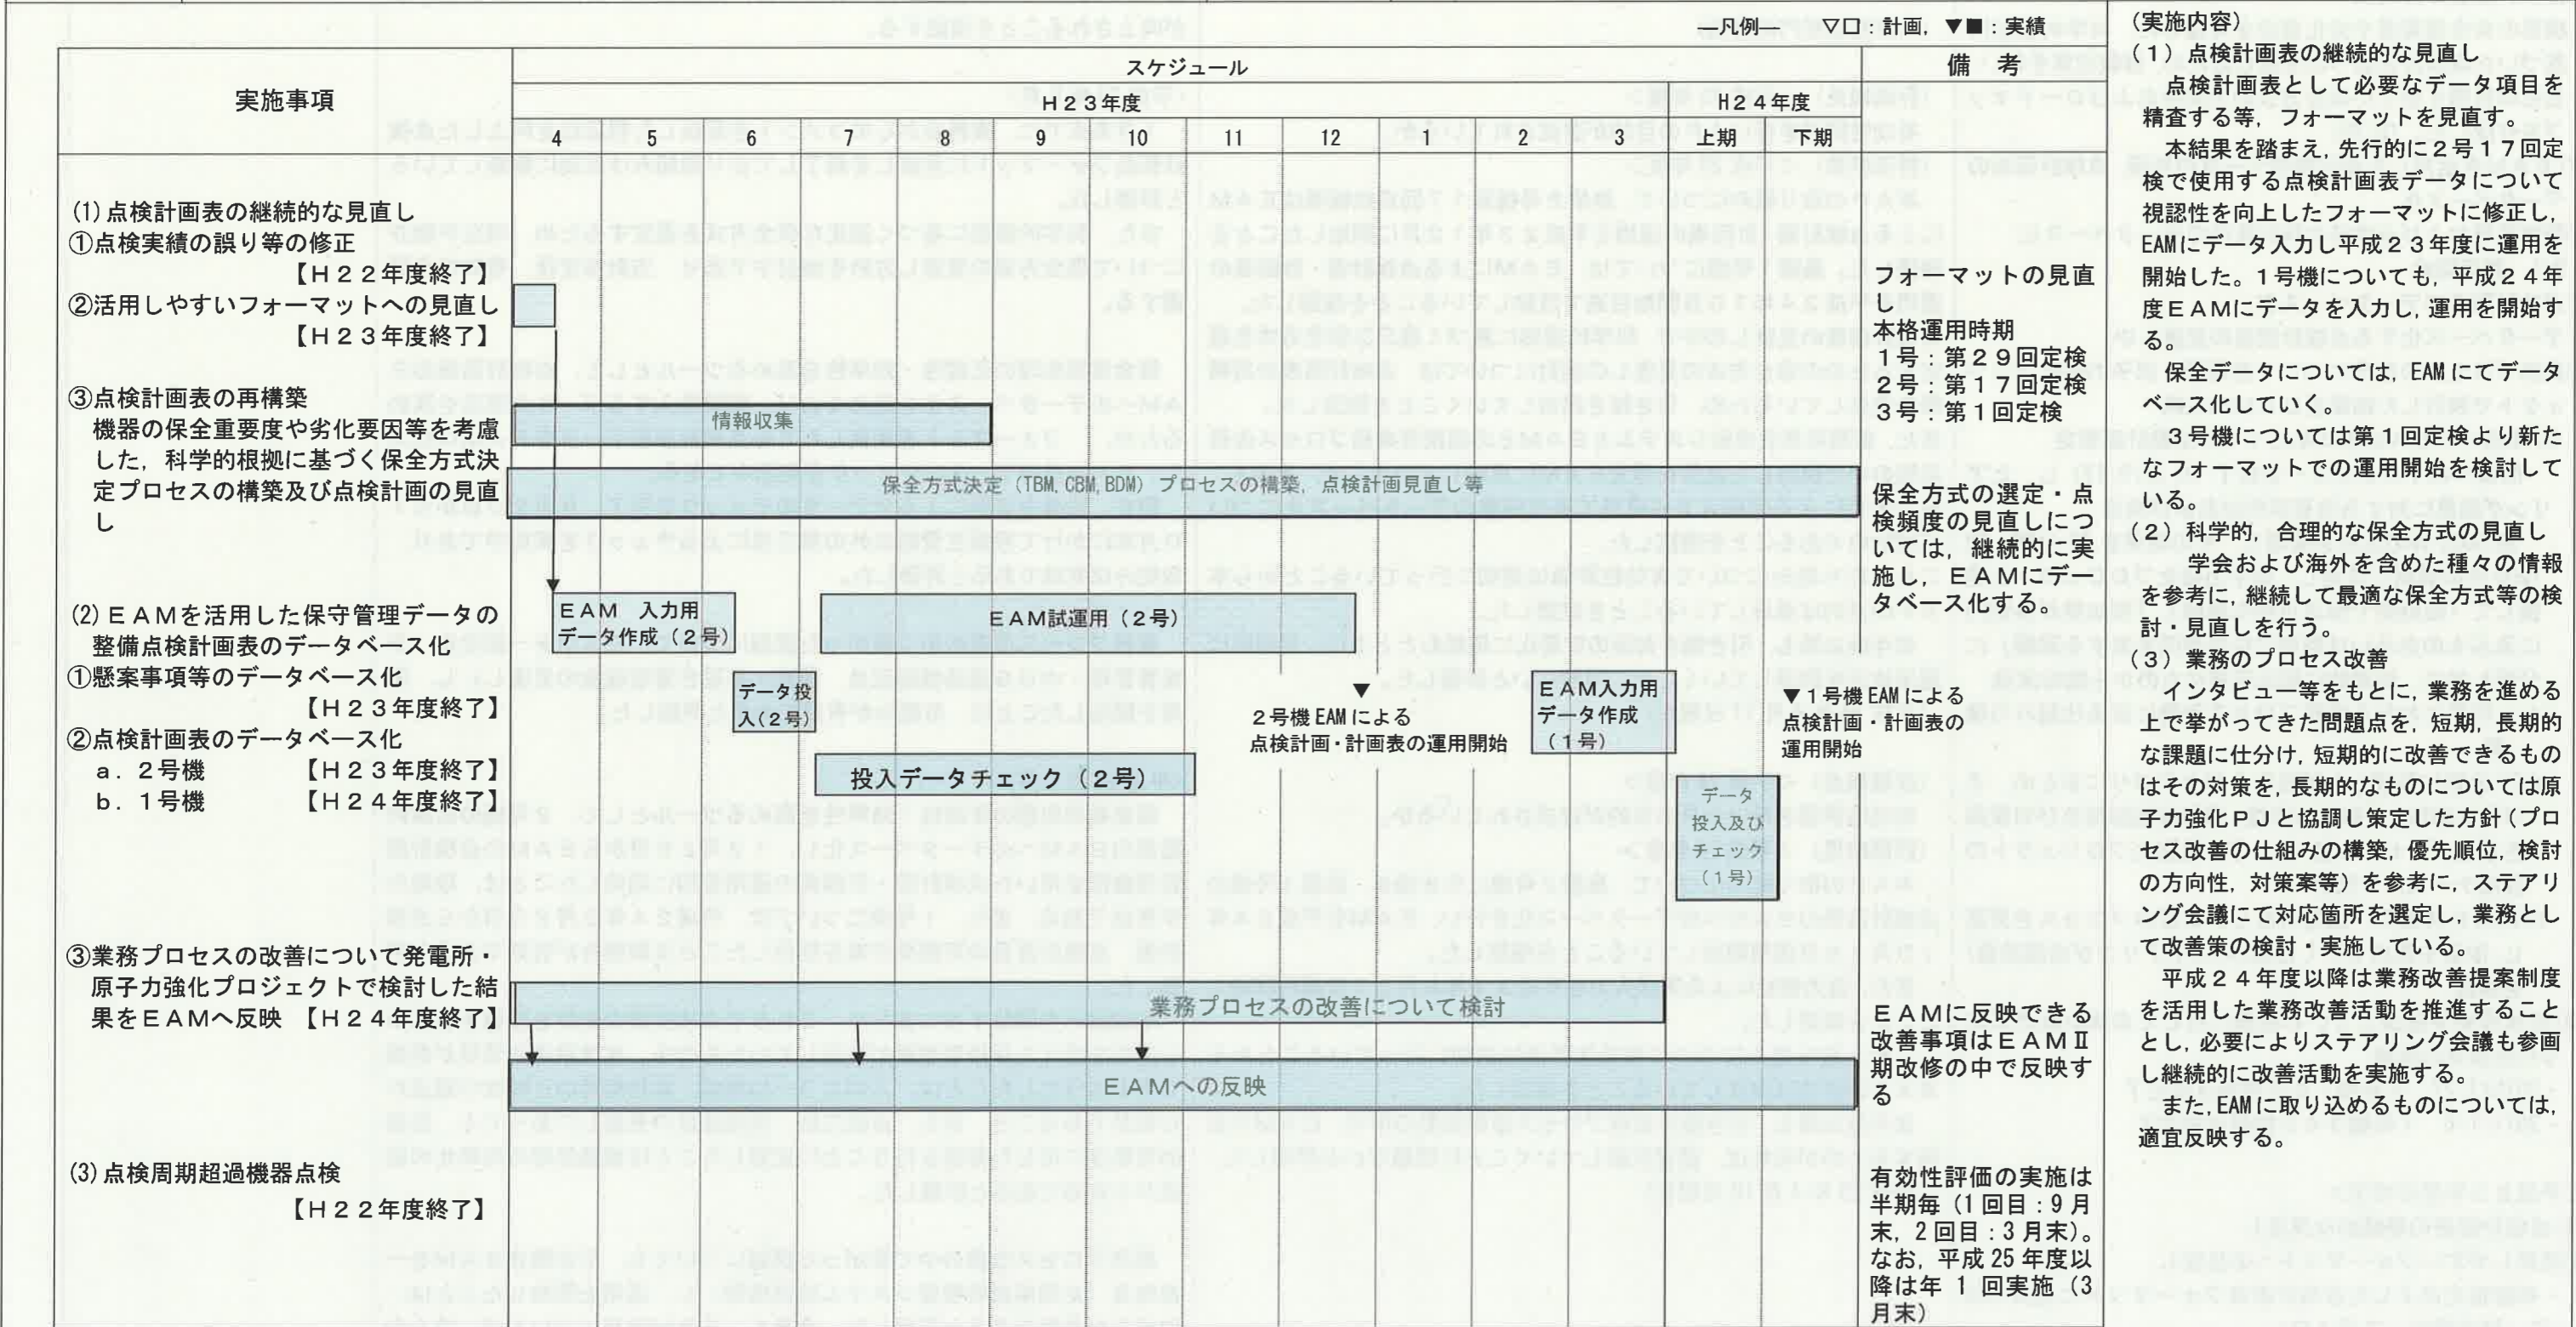 ―凡例― ▽□：計画，▼■：実績
実施事項
スケジュール
備 考
Ｈ２３年度
Ｈ２４年度
4 5 6 7 8 9 10 11 12 1 2 3 上期 下期
(1) 点検計画表の継続的な見直し
①点検実績の誤り等の修正
【Ｈ２２年度終了】
②活用しやすいフォーマットへの見直し
【Ｈ２３年度終了】
③点検計画表の再構築
機器の保全重要度や劣化要因等を考慮
した，科学的根拠に基づく保全方式決
定プロセスの構築及び点検計画の見直
し
(2) ＥＡＭを活用した保守管理データの
整備点検計画表のデータベース化
①懸案事項等のデータベース化
【Ｈ２３年度終了】
②点検計画表のデータベース化
ａ．２号機 【Ｈ２３年度終了】
ｂ．１号機 【Ｈ２４年度終了】
③業務プロセスの改善について発電所・
原子力強化プロジェクトで検討した結
果をＥＡＭへ反映 【Ｈ２４年度終了】
(3) 点検周期超過機器点検
【Ｈ２２年度終了】
情報収集
保全方式決定（TBM, CBM, BDM）プロセスの構築，点検計画見直し等
ＥＡＭ 入力用
データ作成（２号）
ＥＡＭ試運用（２号）
データ投
入（２号）
投入データチェック（２号）
▼
２号機 EAM による
点検計画・計画表の運用開始
ＥＡＭ入力用
データ作成
（１号）
▼１号機 EAM による
点検計画・計画表の
運用開始
データ
投入及び
チェック
（１号）
業務プロセスの改善について検討
ＥＡＭへの反映
フォーマットの見直
し
本格運用時期
１号：第２９回定検
２号：第１７回定検
３号：第１回定検
保全方式の選定・点
検頻度の見直しにつ
いては，継続的に実
施し，ＥＡＭにデー
タベース化する。
ＥＡＭに反映できる
改善事項はＥＡＭⅡ
期改修の中で反映す
る
有効性評価の実施は
半期毎（1 回目：9 月
末，2 回目：3 月末）。
なお，平成 25 年度以
降は年 1 回実施（3
月末）
（実施内容）
（１）点検計画表の継続的な見直し
点検計画表として必要なデータ項目を
精査する等，フォーマットを見直す。
本結果を踏まえ，先行的に２号１７回定
検で使用する点検計画表データについて
視認性を向上したフォーマットに修正し，
EAMにデータ入力し平成２３年度に運用を
開始した。１号機についても，平成２４年
度ＥＡＭにデータを入力し，運用を開始す
る。
保全データについては，EAMにてデータ
ベース化していく。
３号機については第１回定検より新た
なフォーマットでの運用開始を検討して
いる。
（２）科学的，合理的な保全方式の見直し
学会および海外を含めた種々の情報
を参考に，継続して最適な保全方式等の検
討・見直しを行う。
（３）業務のプロセス改善
インタビュー等をもとに，業務を進める
上で挙がってきた問題点を，短期，長期的
な課題に仕分け，短期的に改善できるもの
はその対策を，長期的なものについては原
子力強化ＰＪと協調し策定した方針（プロ
セス改善の仕組みの構築，優先順位，検討
の方向性，対策案等）を参考に，ステアリ
ング会議にて対応箇所を選定し，業務とし
て改善策の検討・実施している。
平成２４年度以降は業務改善提案制度
を活用した業務改善活動を推進すること
とし，必要によりステアリング会議も参画
し継続的に改善活動を実施する。
また，EAMに取り込めるものについては，
適宜反映する。